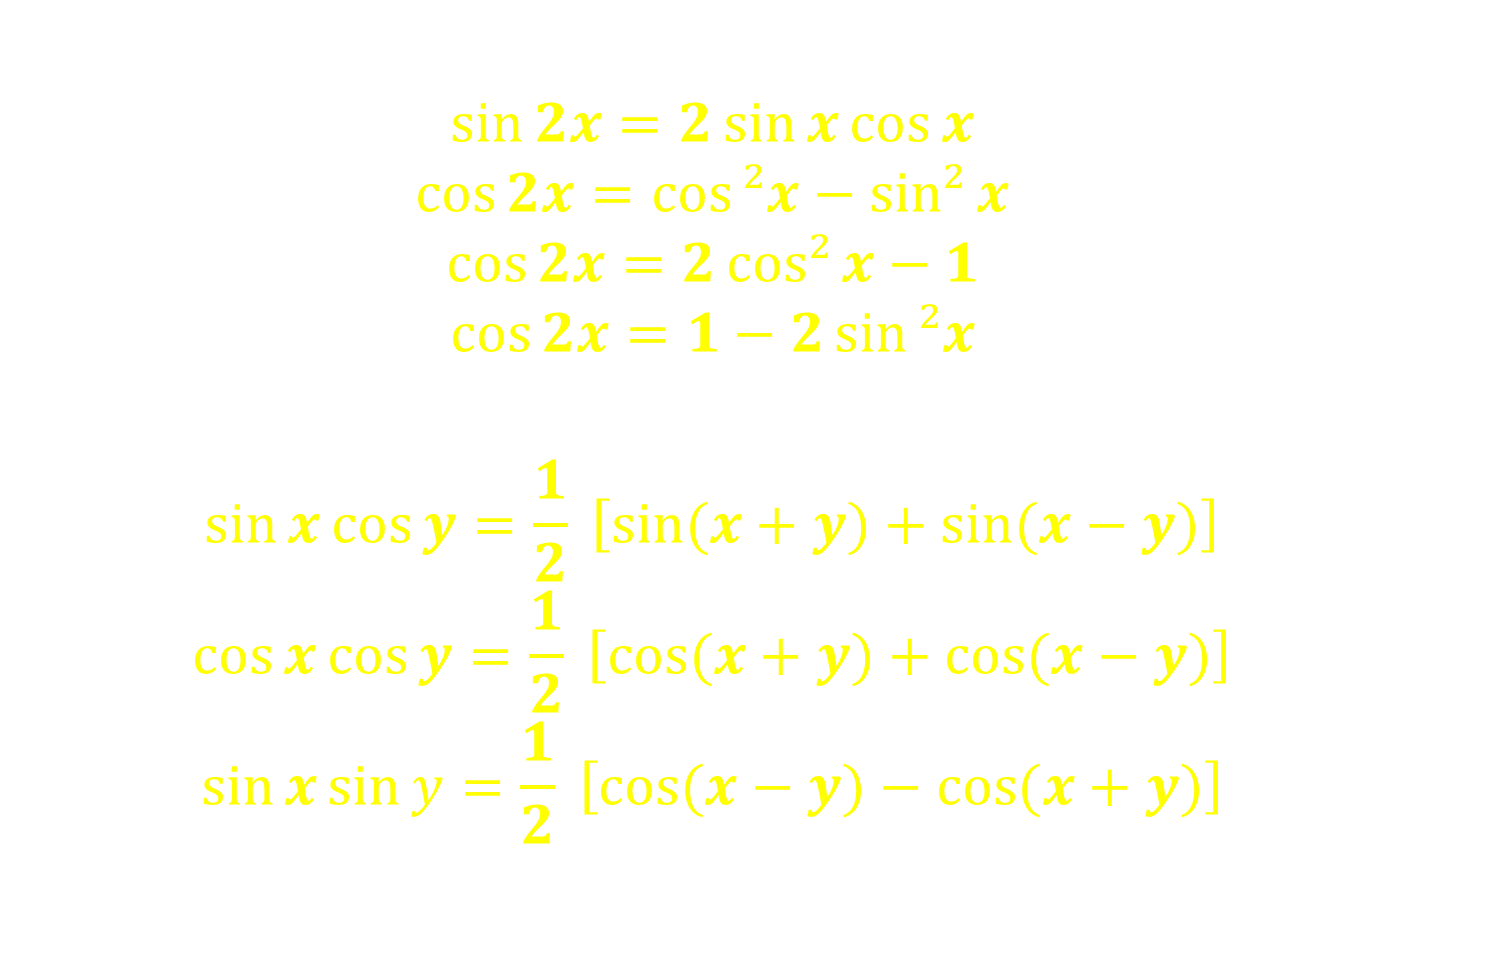 sin 2x = 2 sin x cos x
cos 2x = cos ²x − sin² x
cos 2x = 2 cos² x − 1
cos 2x = 1 − 2 sin ²x
sin x cos y = 1/2 [sin(x + y) + sin(x − y)]
cos x cos y = 1/2 [cos(x + y) + cos(x − y)]
sin x sin y = 1/2 [cos(x − y) − cos(x + y)]